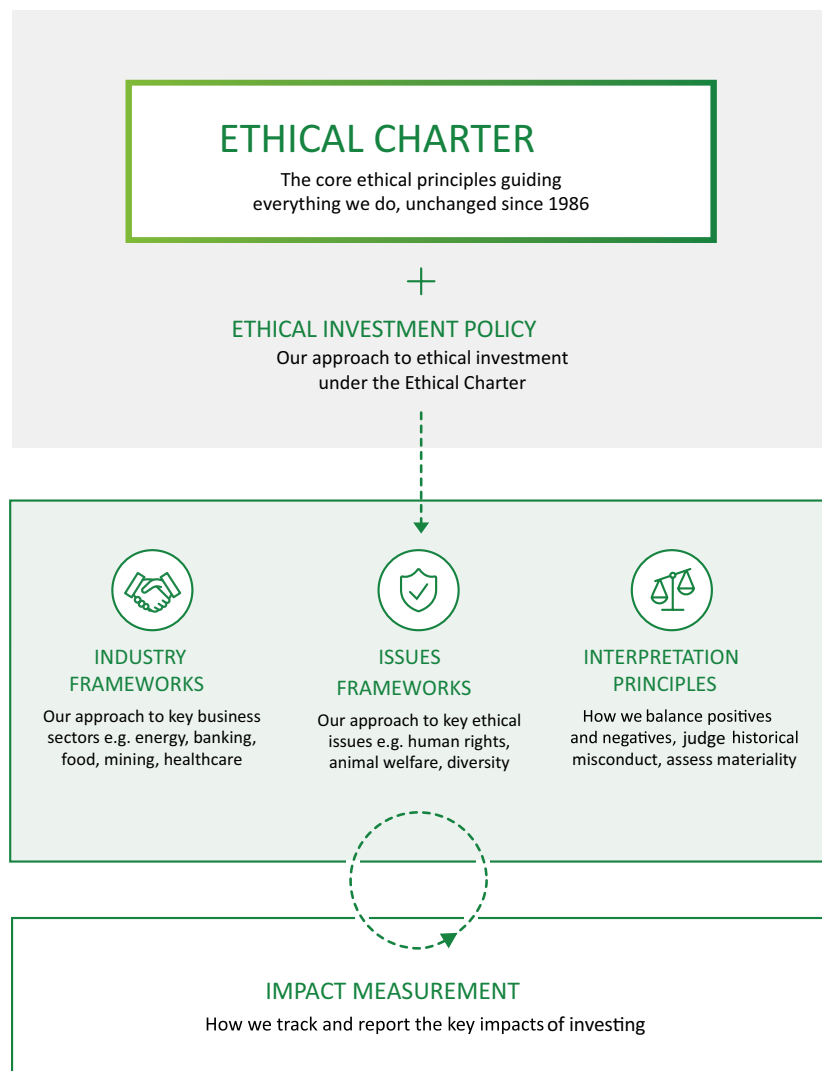 ETHICAL CHARTER
The core ethical principles guiding
everything we do, unchanged since 1986
ETHICAL INVESTMENT POLICY
Our approach to ethical investment
under the Ethical Charter
INDUSTRY
FRAMEWORKS
Our approach to key business
sectors e.g. energy, banking,
food, mining, healthcare
ISSUES
FRAMEWORKS
Our approach to key ethical
issues e.g. human rights,
animal welfare, diversity
INTERPRETATION
PRINCIPLES
How we balance positives
and negatives, judge historical
misconduct, assess materiality
IMPACT MEASUREMENT
How we track and report the key impacts of investing